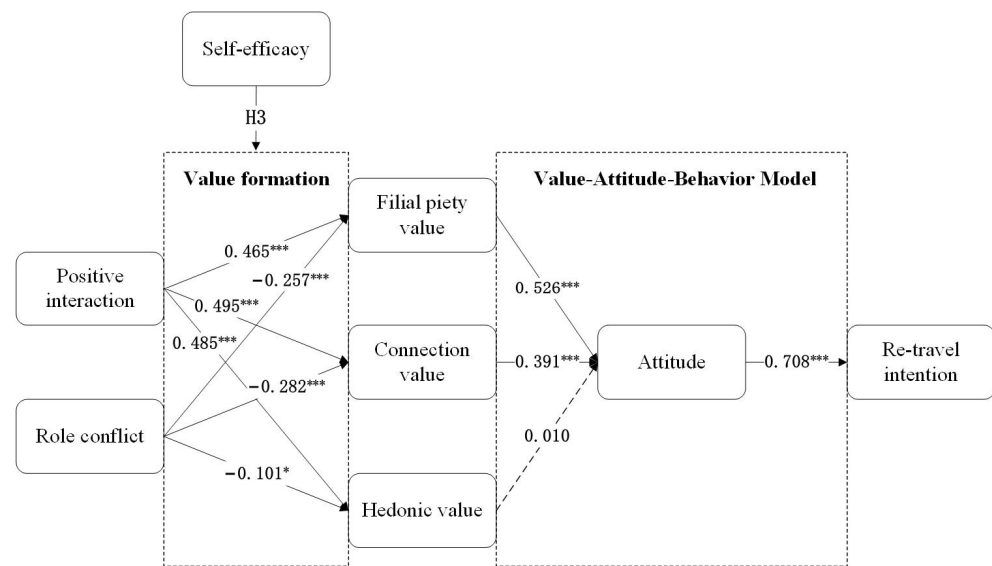 Self-efficacy
H3
Value formation
Value-Attitude-Behavior Model
Filial piety
value
0.465***
-0.257***
Positive
interaction
0.526***
0.495***
0.485***
Connection
value
0.391***
Attitude
0.708***
Re-travel
intention
-0.282***
Role conflict
0.010
-0.101*
Hedonic value